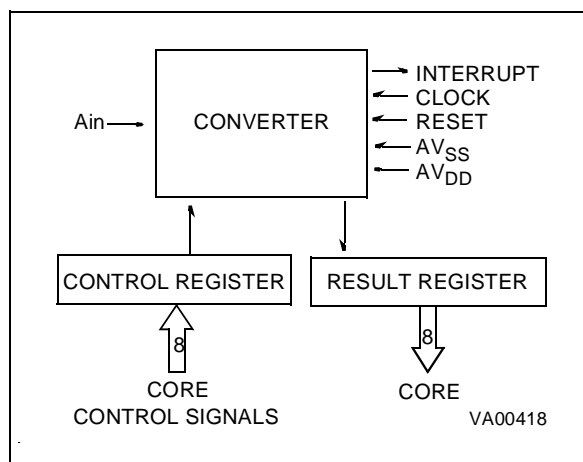 INTERRUPT
CLOCK
Ain
CONVERTER
RESET
AVSS
AVDD
CONTROL REGISTER
RESULT REGISTER
8
8
CORE
CONTROL SIGNALS
CORE
VA00418